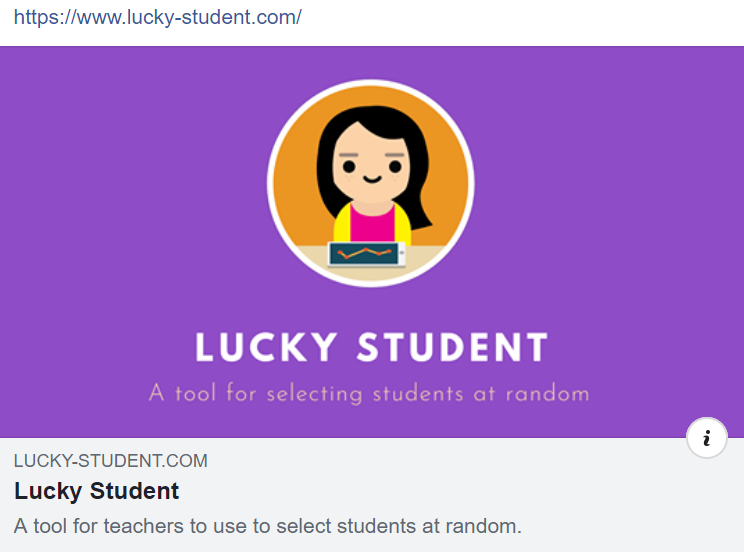 https://www.lucky-student.com/
LUCKY STUDENT
A tool for selecting students at random
i
LUCKY-STUDENT.COM
Lucky Student
A tool for teachers to use to select students at random.